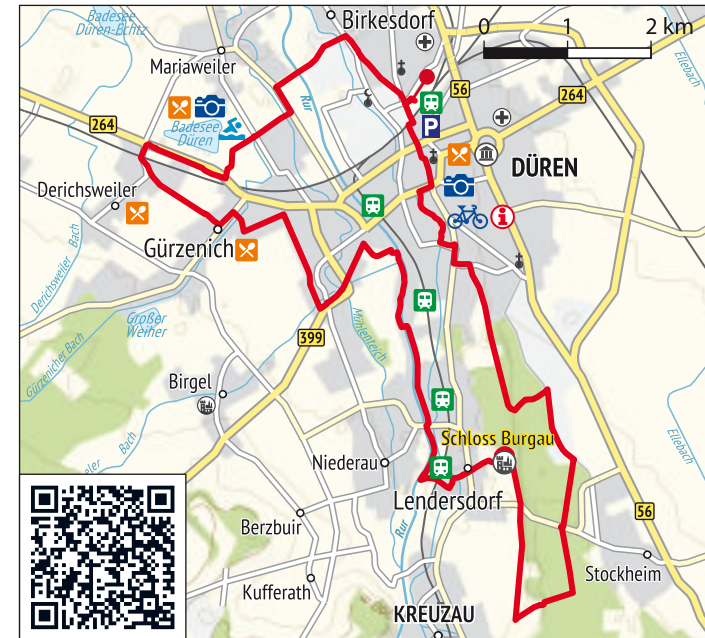 Badesee
Düren-Echtz
Birkesdorf
0 1 2 km
Mariaweiler
Rur
Ellebach
56
264
264
Badesee
Düren
P
DÜREN
Derichsweiler
i
Gürzenich
Derichsweiler Bach
Großer
Weiher
Mühlenteich
399
Gürzenicher Bach
Birgel
Bach
Schloss Burgau
Ellebach
Niederau
Lendersdorf
Rur
56
Berzbuir
Stockheim
Kufferath
KREUZAU